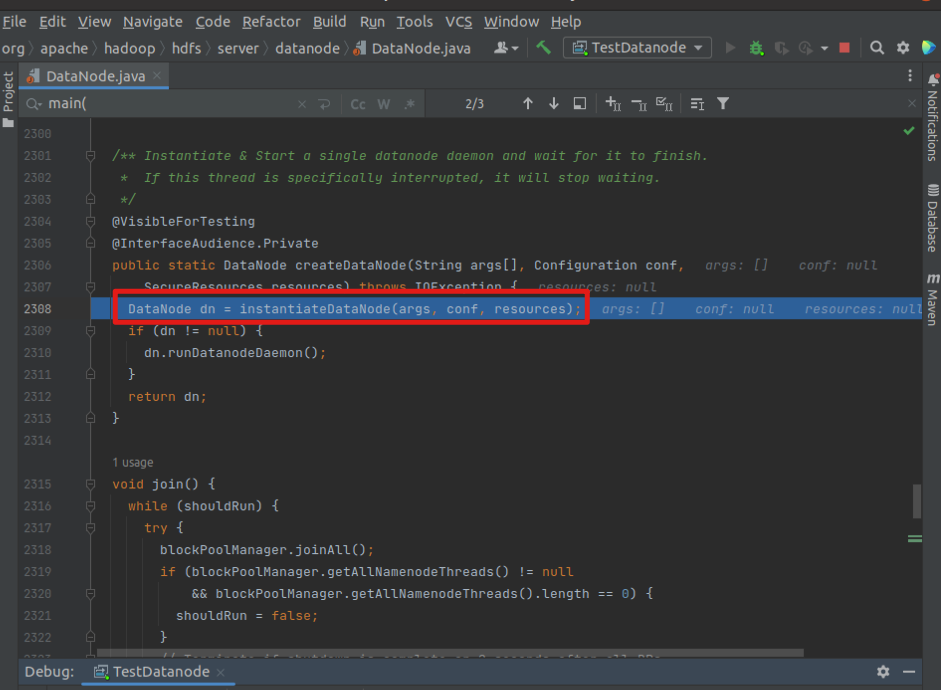 File Edit View Navigate Code Refactor Build Run Tools VCS Window Help
org apache hadoop hdfs server datanode DataNode.java TestDatanode
Project
DataNode.java
main( Cc W .* 2/3
2300
2301 /** Instantiate & Start a single datanode daemon and wait for it to finish.
2302 * If this thread is specifically interrupted, it will stop waiting.
2303 */
2304 @VisibleForTesting
2305 @InterfaceAudience.Private
2306 public static DataNode createDataNode(String args[], Configuration conf, args: [] conf: null
2307 SecureResources resources) throws IOException { resources: null
2308 DataNode dn = instantiateDataNode(args, conf, resources); args: [] conf: null resources: null
2309 if (dn != null) {
2310 dn.runDatanodeDaemon();
2311 }
2312 return dn;
2313 }
2314
1 usage
2315 void join() {
2316 while (shouldRun) {
2317 try {
2318 blockPoolManager.joinAll();
2319 if (blockPoolManager.getAllNamenodeThreads() != null
2320 && blockPoolManager.getAllNamenodeThreads().length == 0) {
2321 shouldRun = false;
2322 }
Notifications
Database
m Maven
Debug: TestDatanode